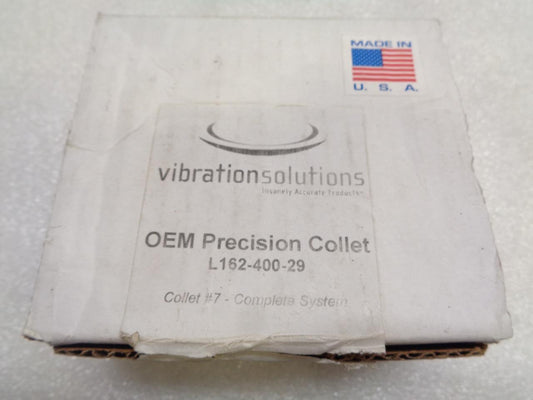 MADE IN
U. S. A.
vibrationsolutions
Insanely Accurate Products
OEM Precision Collet
L162-400-29
Collet #7 - Complete System